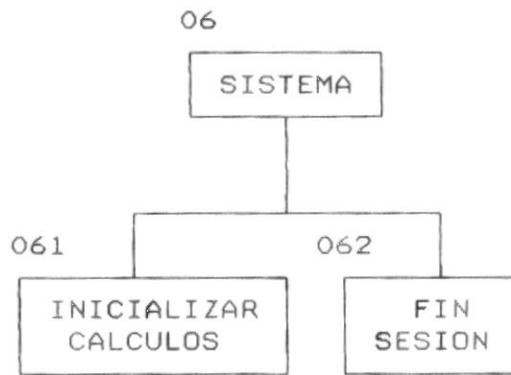 06
SISTEMA
061
062
INICIALIZAR
CALCULOS
FIN
SESION